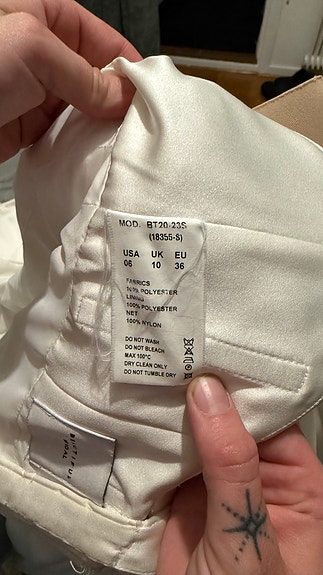 MOD. BT20-23S
(18355-8)
USA UK EU
06 10 36
FABRICS
100% POLYESTER
LINING
100% POLYESTER
NET
100% NYLON
DO NOT WASH
DO NOT BLEACH
MAX 100°C
DRY CLEAN ONLY
DO NOT TUMBLE DRY